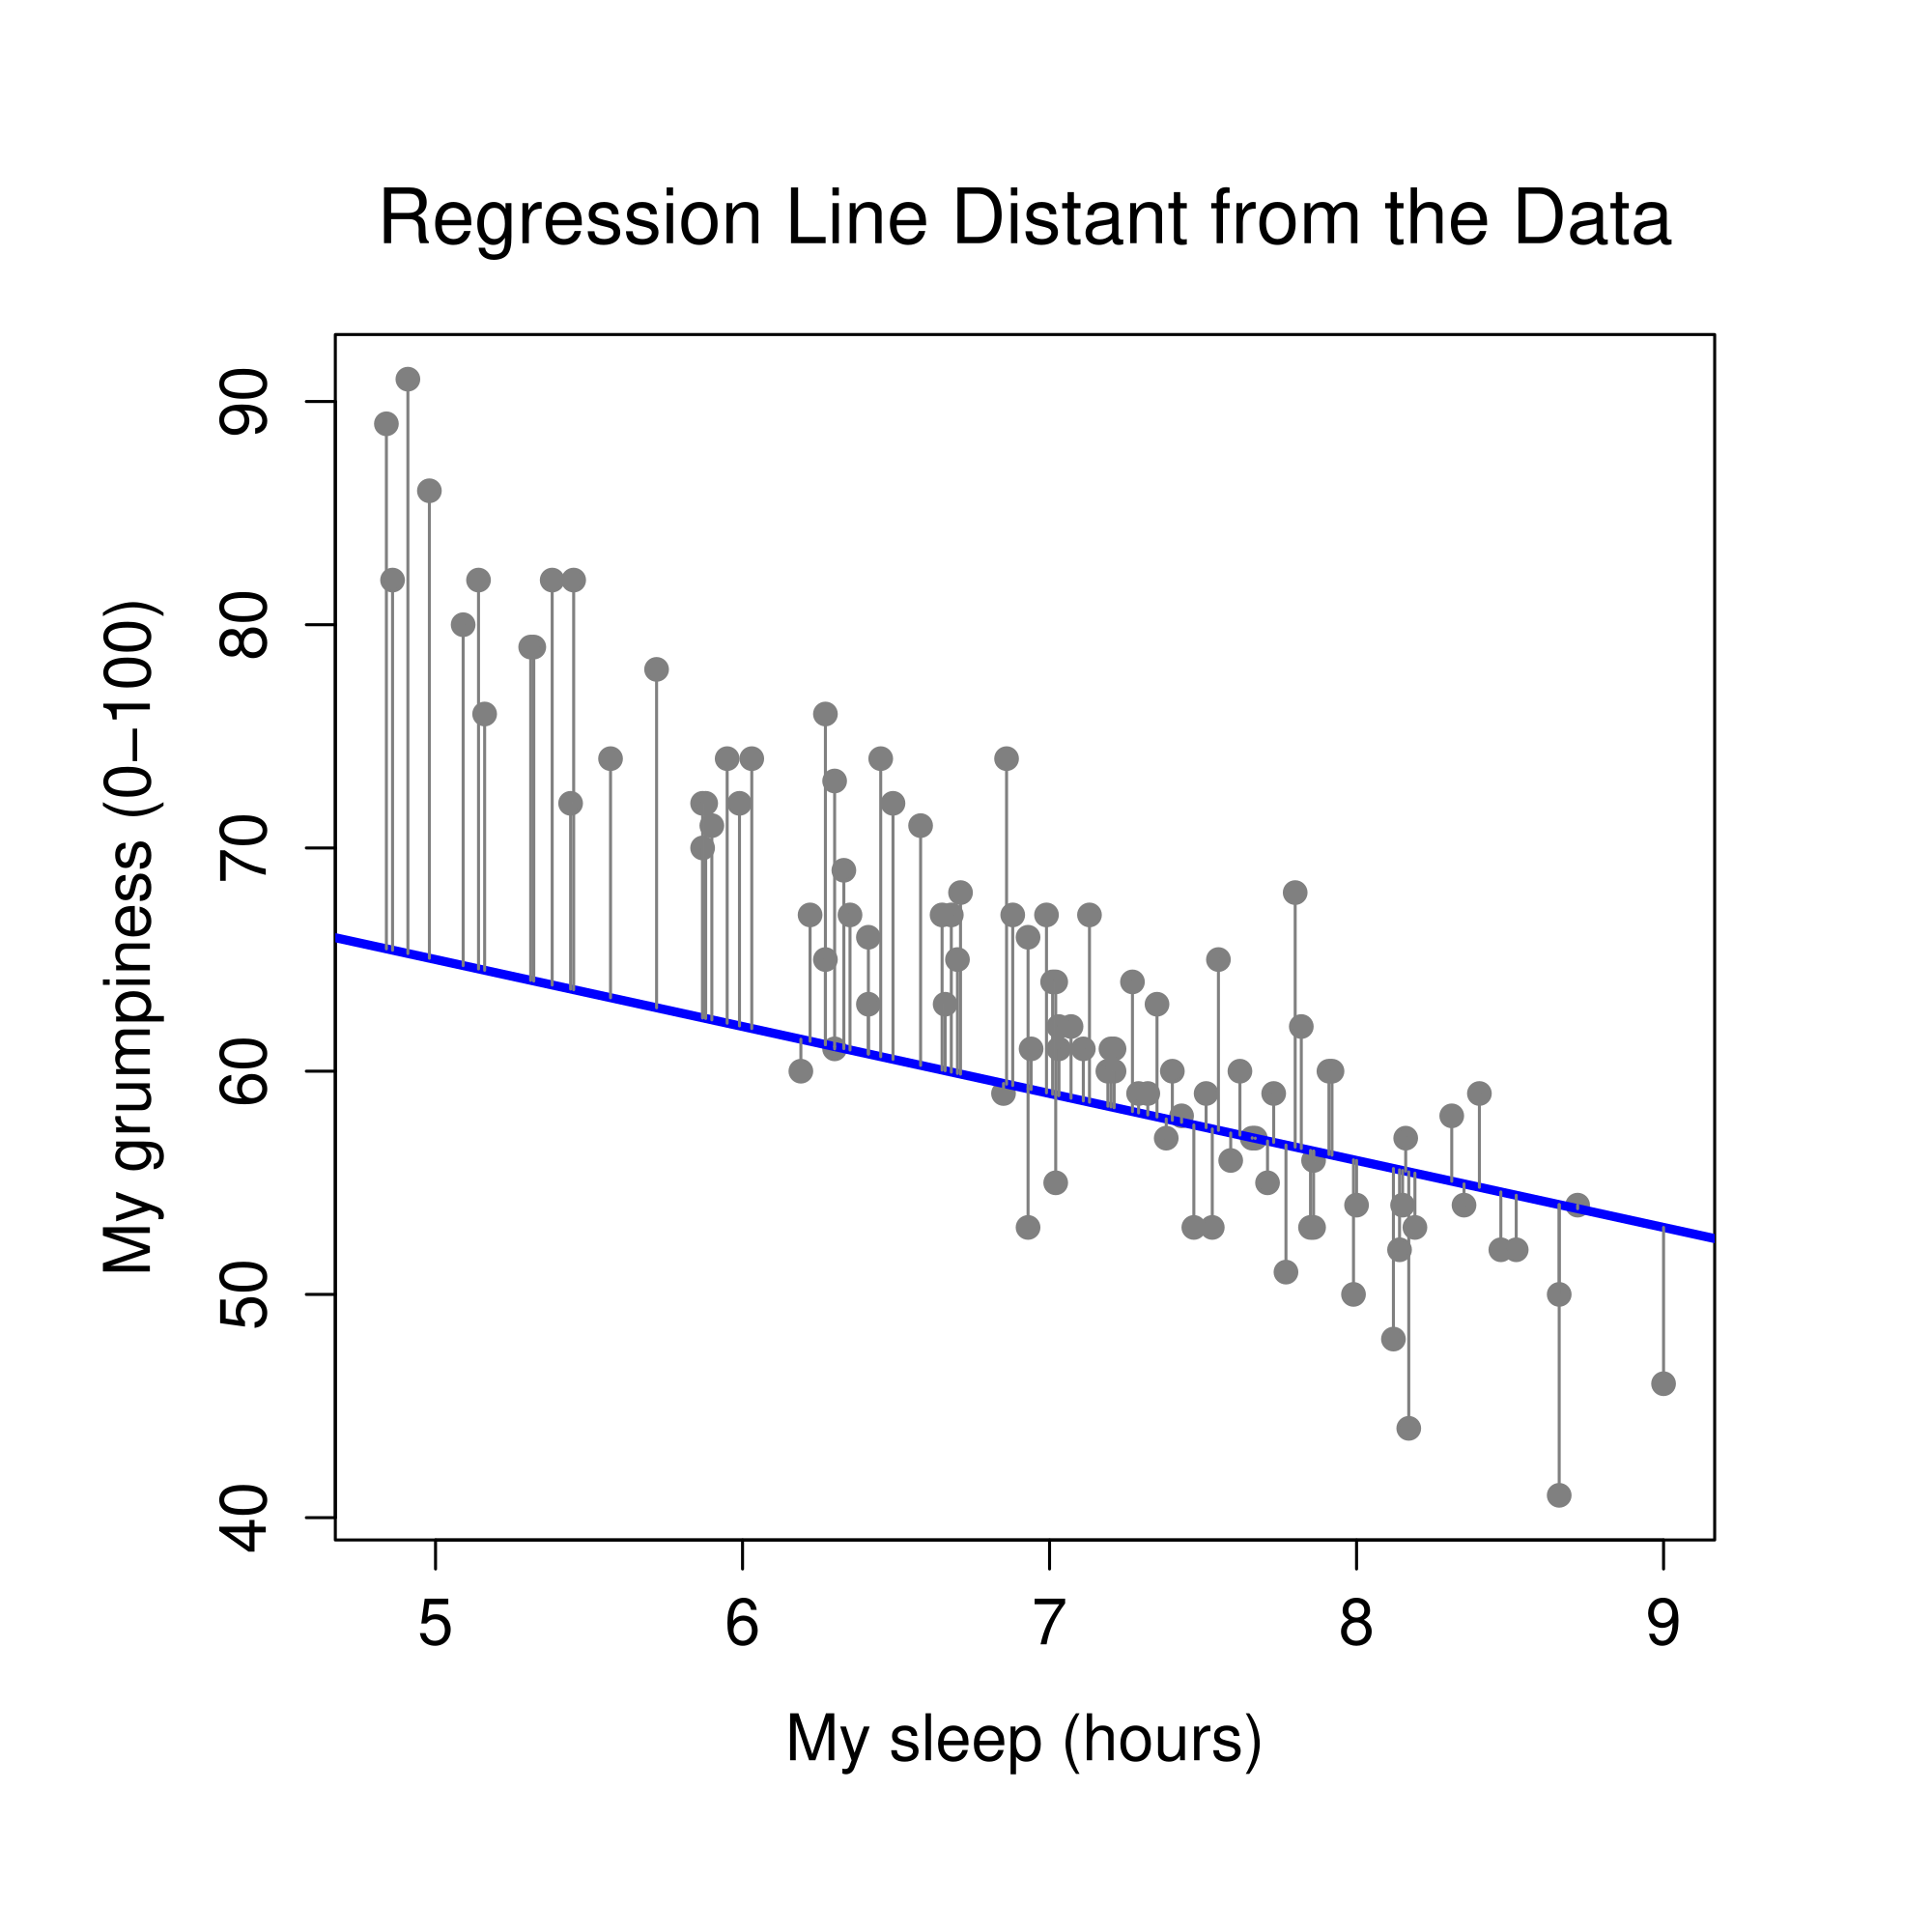 Regression Line Distant from the Data
My grumpiness (0−100)
90
80
70
60
50
40
5 6 7 8 9
My sleep (hours)